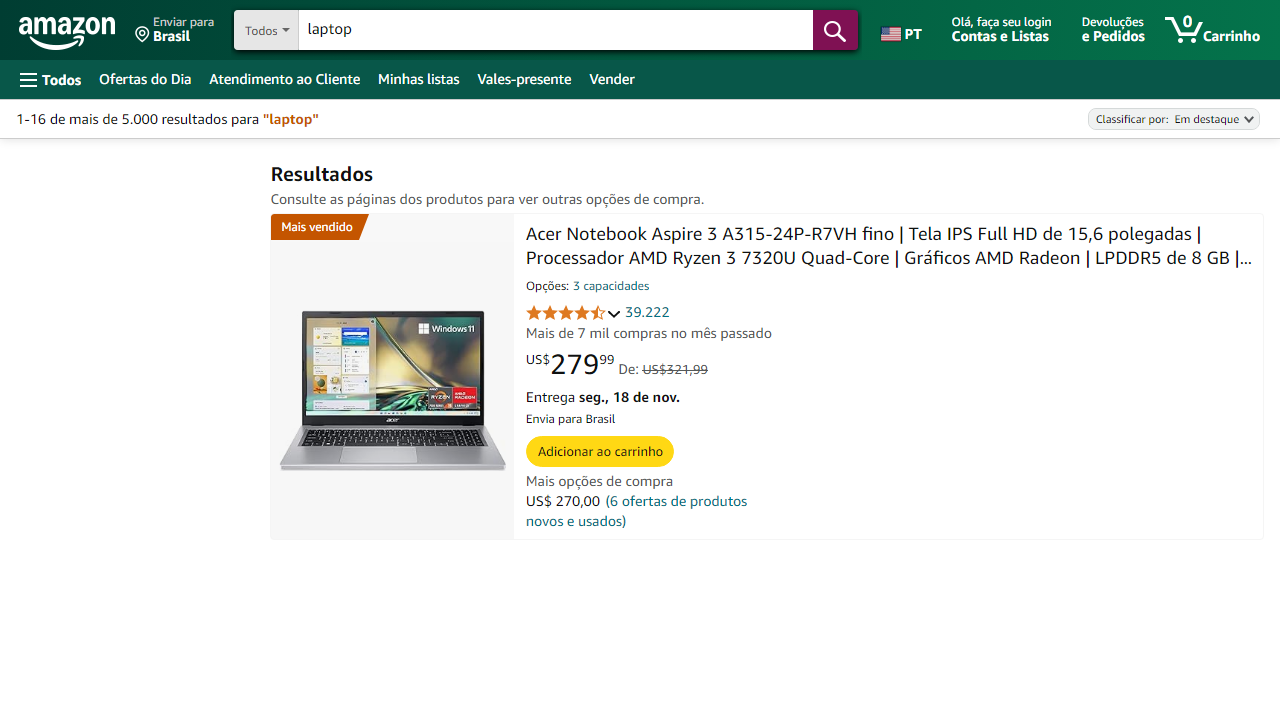 amazon
Enviar para
Brasil
Todos
laptop
PT
Olá, faça seu login
Contas e Listas
Devoluções
e Pedidos
0
Carrinho
Todos
Ofertas do Dia
Atendimento ao Cliente
Minhas listas
Vales-presente
Vender
1-16 de mais de 5.000 resultados para "laptop"
Classificar por: Em destaque
Resultados
Consulte as páginas dos produtos para ver outras opções de compra.
Mais vendido
Windows 11
RYZEN
RADEON
acer
Acer Notebook Aspire 3 A315-24P-R7VH fino | Tela IPS Full HD de 15,6 polegadas |
Processador AMD Ryzen 3 7320U Quad-Core | Gráficos AMD Radeon | LPDDR5 de 8 GB |...
Opções: 3 capacidades
39.222
Mais de 7 mil compras no mês passado
US$27999 De: US$321,99
Entrega seg., 18 de nov.
Envia para Brasil
Adicionar ao carrinho
Mais opções de compra
US$ 270,00 (6 ofertas de produtos
novos e usados)